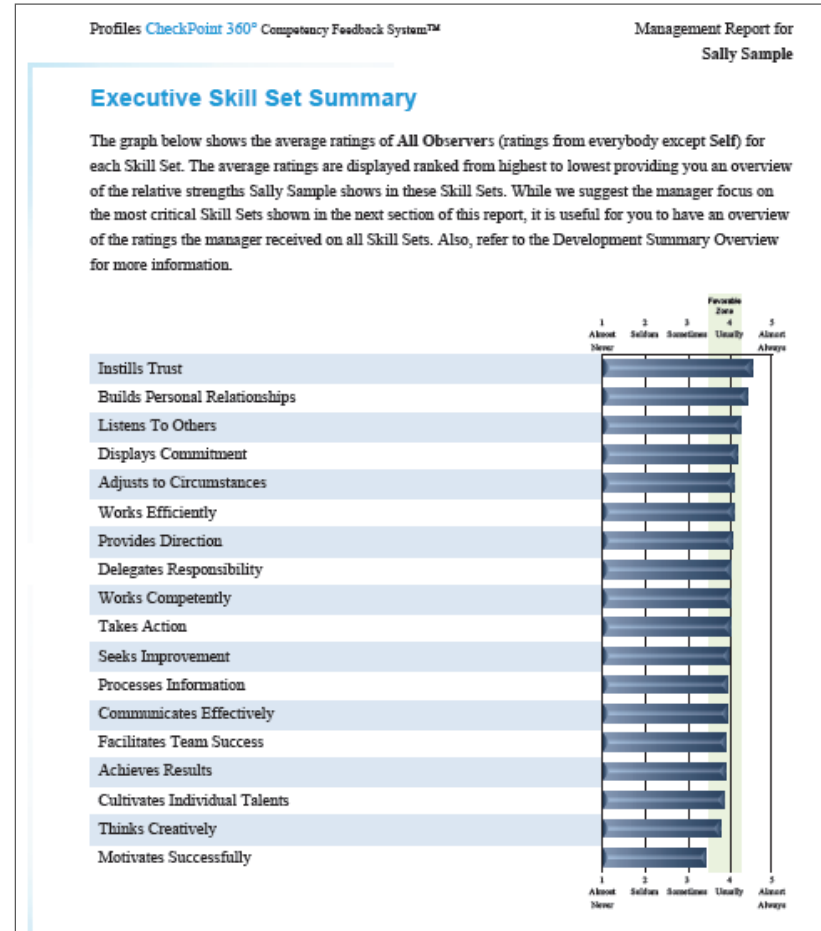 Profiles CheckPoint 360° Competency Feedback System™
Management Report for
Sally Sample
Executive Skill Set Summary
The graph below shows the average ratings of All Observers (ratings from everybody except Self) for
each Skill Set. The average ratings are displayed ranked from highest to lowest providing you an overview
of the relative strengths Sally Sample shows in these Skill Sets. While we suggest the manager focus on
the most critical Skill Sets shown in the next section of this report, it is useful for you to have an overview
of the ratings the manager received on all Skill Sets. Also, refer to the Development Summary Overview
for more information.
Favorable
Zone
1 2 3 4 5
Almost Seldom Sometimes Usually Almost
Never Always
Instills Trust
Builds Personal Relationships
Listens To Others
Displays Commitment
Adjusts to Circumstances
Works Efficiently
Provides Direction
Delegates Responsibility
Works Competently
Takes Action
Seeks Improvement
Processes Information
Communicates Effectively
Facilitates Team Success
Achieves Results
Cultivates Individual Talents
Thinks Creatively
Motivates Successfully
1 2 3 4 5
Almost Seldom Sometimes Usually Almost
Never Always